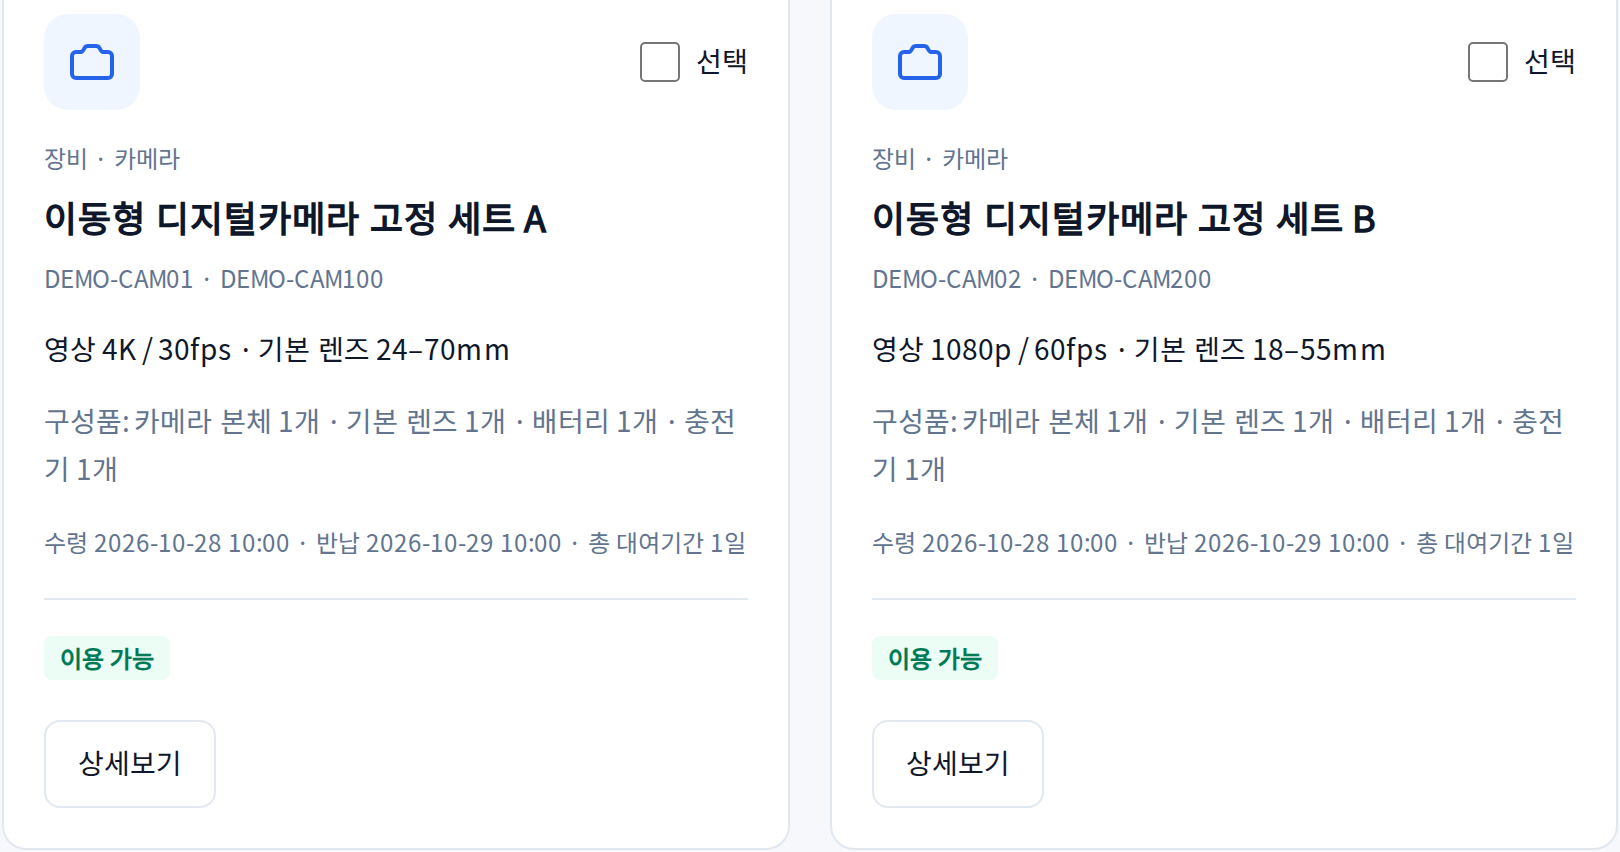 선택
장비 · 카메라
이동형 디지털카메라 고정 세트 A
DEMO-CAM01 · DEMO-CAM100
영상 4K / 30fps · 기본 렌즈 24–70mm
구성품: 카메라 본체 1개 · 기본 렌즈 1개 · 배터리 1개 · 충전
기 1개
수령 2026-10-28 10:00 · 반납 2026-10-29 10:00 · 총 대여기간 1일
이용 가능
상세보기
선택
장비 · 카메라
이동형 디지털카메라 고정 세트 B
DEMO-CAM02 · DEMO-CAM200
영상 1080p / 60fps · 기본 렌즈 18–55mm
구성품: 카메라 본체 1개 · 기본 렌즈 1개 · 배터리 1개 · 충전
기 1개
수령 2026-10-28 10:00 · 반납 2026-10-29 10:00 · 총 대여기간 1일
이용 가능
상세보기